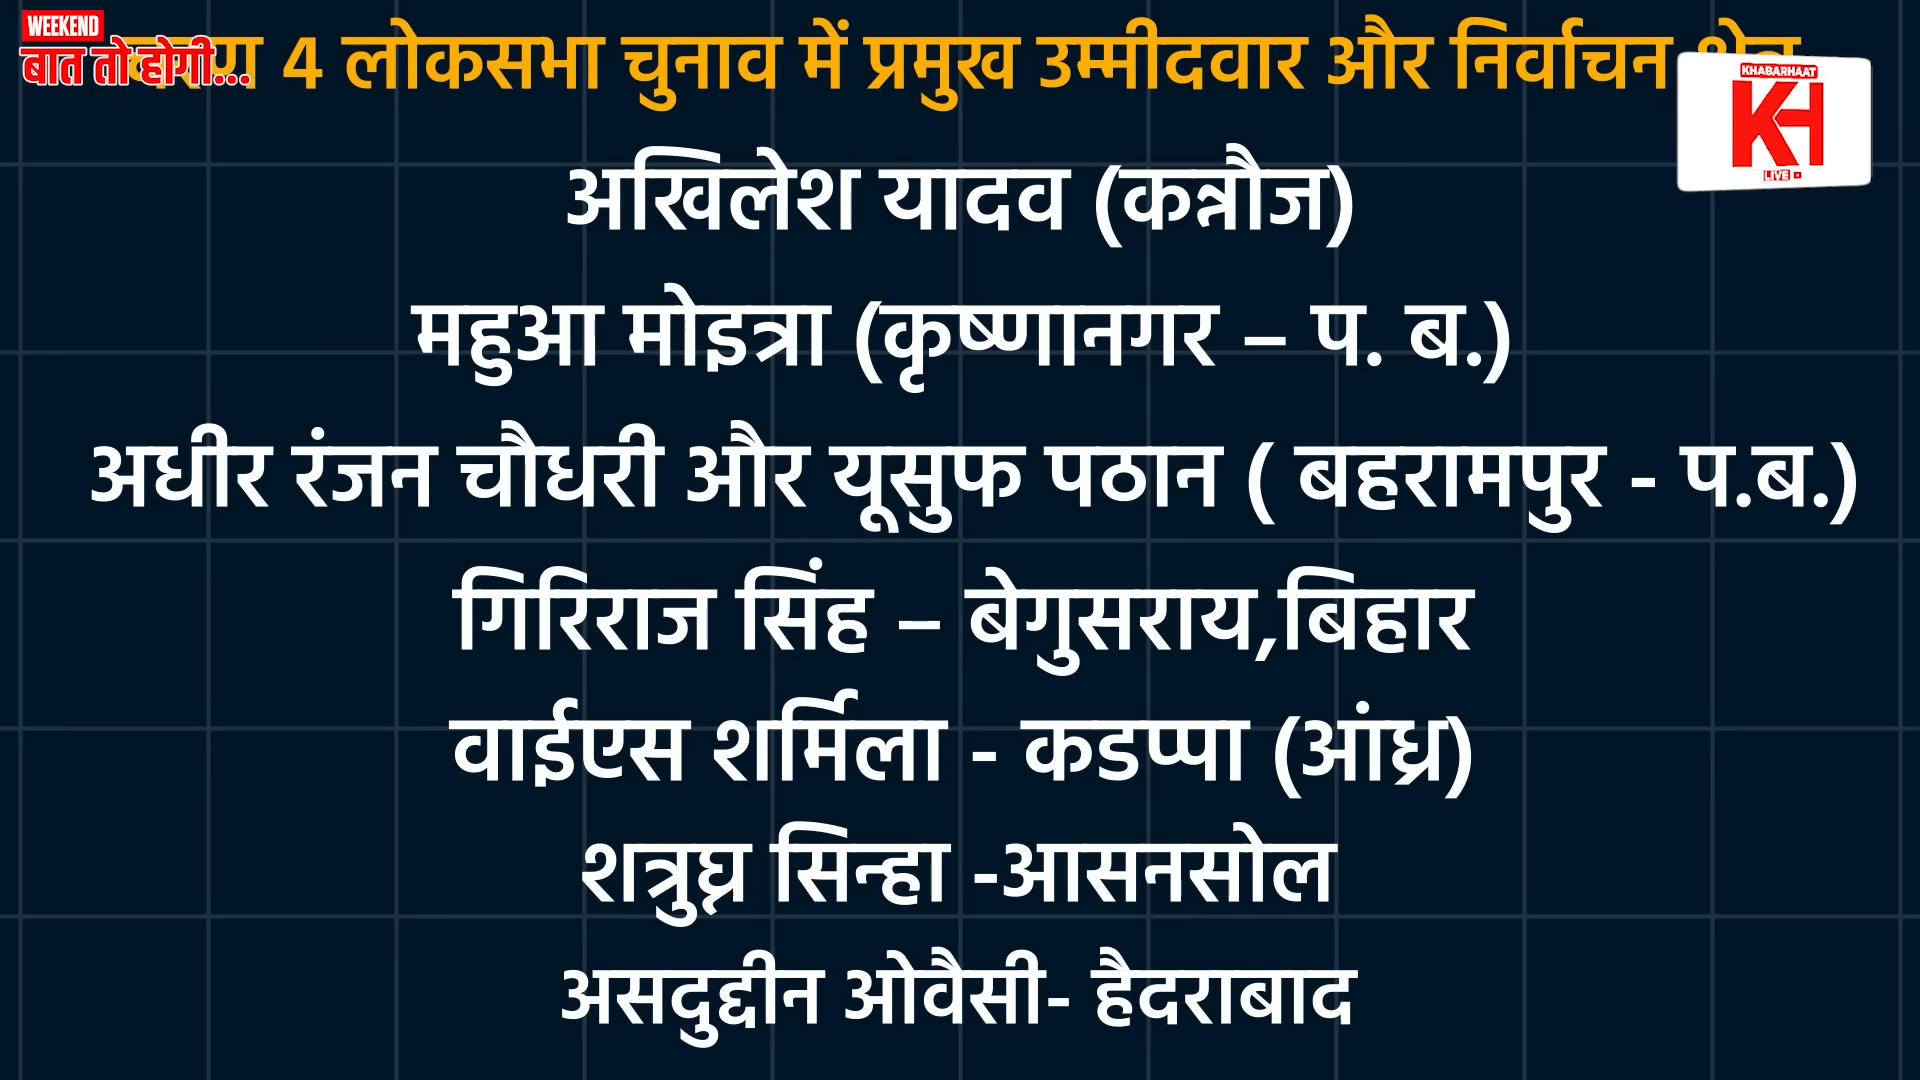 WEEKEND
बात तो होगी...
4 लोकसभा चुनाव में प्रमुख उम्मीदवार और निर्वाचन
KHABARHAAT
KH
LIVE
अखिलेश यादव (कन्नौज)
महुआ मोइत्रा (कृष्णानगर – प. ब.)
अधीर रंजन चौधरी और यूसुफ पठान ( बहरामपुर - प.ब.)
गिरिराज सिंह – बेगुसराय,बिहार
वाईएस शर्मिला - कडप्पा (आंध्र)
शत्रुघ्न सिन्हा -आसनसोल
असदुद्दीन ओवैसी- हैदराबाद